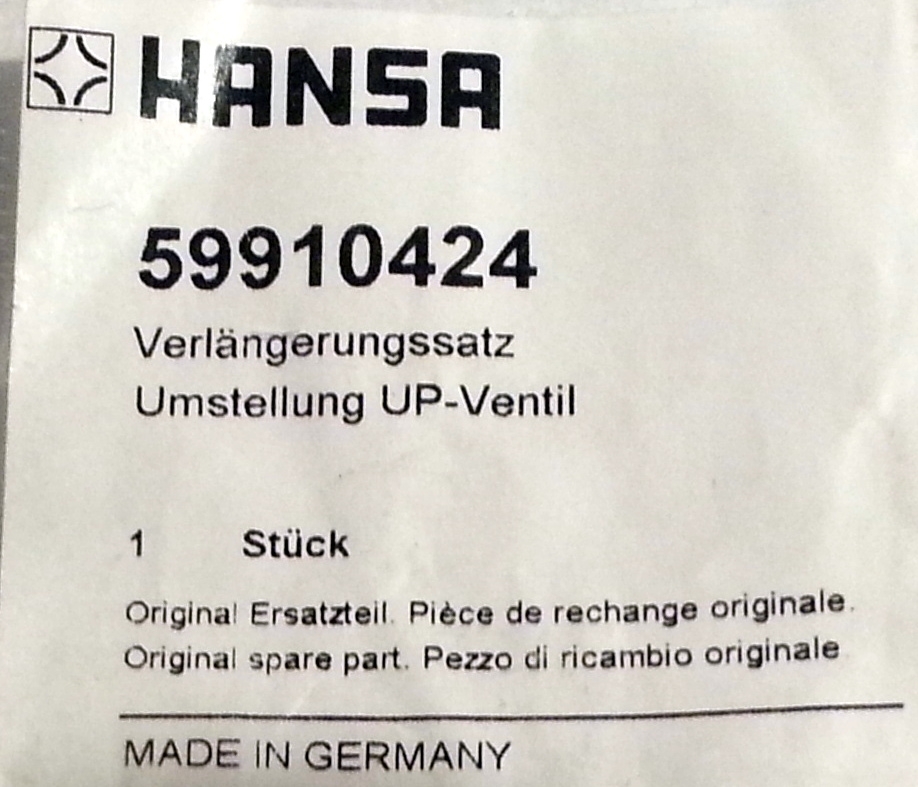 HANSA
59910424
Verlängerungssatz
Umstellung UP-Ventil
1 Stück
Original Ersatzteil. Pièce de rechange originale.
Original spare part. Pezzo di ricambio originale
MADE IN GERMANY